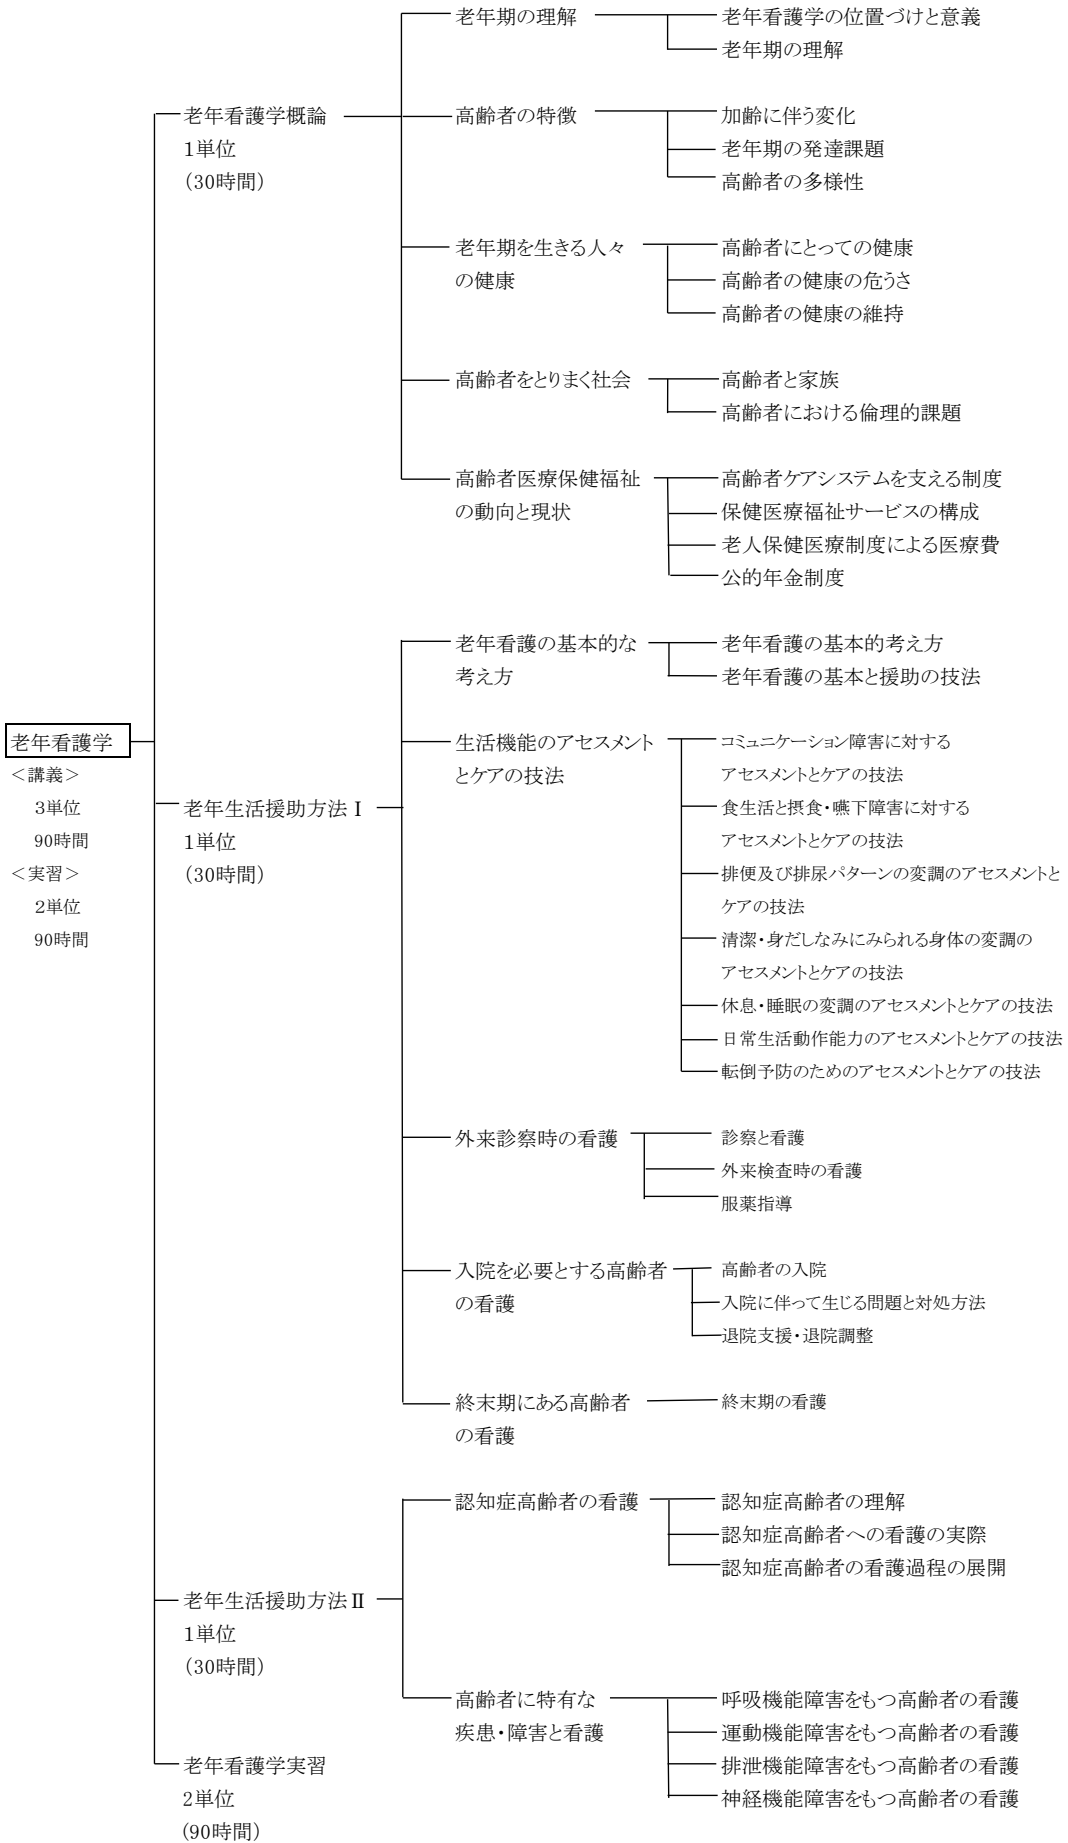 老年看護学
＜講義＞
3単位
90時間
＜実習＞
2単位
90時間
老年看護学概論
1単位
（30時間）
老年期の理解
老年看護学の位置づけと意義
老年期の理解
高齢者の特徴
加齢に伴う変化
老年期の発達課題
高齢者の多様性
老年期を生きる人々
の健康
高齢者にとっての健康
高齢者の健康の危うさ
高齢者の健康の維持
高齢者をとりまく社会
高齢者と家族
高齢者における倫理的課題
高齢者医療保健福祉
の動向と現状
高齢者ケアシステムを支える制度
保健医療福祉サービスの構成
老人保健医療制度による医療費
公的年金制度
老年生活援助方法Ⅰ
1単位
（30時間）
老年看護の基本的な
考え方
老年看護の基本的考え方
老年看護の基本と援助の技法
生活機能のアセスメント
とケアの技法
コミュニケーション障害に対する
アセスメントとケアの技法
食生活と摂食・嚥下障害に対する
アセスメントとケアの技法
排便及び排尿パターンの変調のアセスメントと
ケアの技法
清潔・身だしなみにみられる身体の変調の
アセスメントとケアの技法
休息・睡眠の変調のアセスメントとケアの技法
日常生活動作能力のアセスメントとケアの技法
転倒予防のためのアセスメントとケアの技法
外来診察時の看護
診察と看護
外来検査時の看護
服薬指導
入院を必要とする高齢者
の看護
高齢者の入院
入院に伴って生じる問題と対処方法
退院支援・退院調整
終末期にある高齢者
の看護
終末期の看護
老年生活援助方法Ⅱ
1単位
（30時間）
認知症高齢者の看護
認知症高齢者の理解
認知症高齢者への看護の実際
認知症高齢者の看護過程の展開
高齢者に特有な
疾患・障害と看護
呼吸機能障害をもつ高齢者の看護
運動機能障害をもつ高齢者の看護
排泄機能障害をもつ高齢者の看護
神経機能障害をもつ高齢者の看護
老年看護学実習
2単位
(90時間)